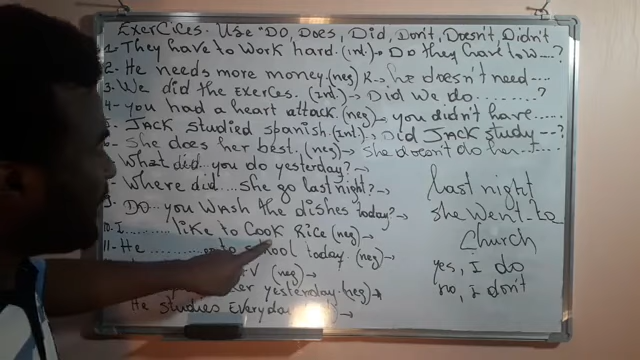 Exercices. Use "DO, Does, Did, Don't, Doesn't, Didn't
1- They have to work hard. (int) → Do they have to w....?
2- He needs more money. (neg) → he doesn't need ....
3- We did the Exerces. (int.) → Did we do.........?
4- you had a heart attack. (neg) → you didn't have......
5- JACK studied spanish. (int.) → Did JACK study --?
6- she does her best. (neg) → she doesn't do her....
What did you do yesterday? →
Where did.... she go last night? →
9- DO you wash the dishes today? →
10- I ......... like to cook Rice (neg) →
11- He ......... to school today. (neg) →
TV (neg) →
yesterday (neg) →
He studies Everyday →
last night
she went to
church
yes, I do
no, I don't